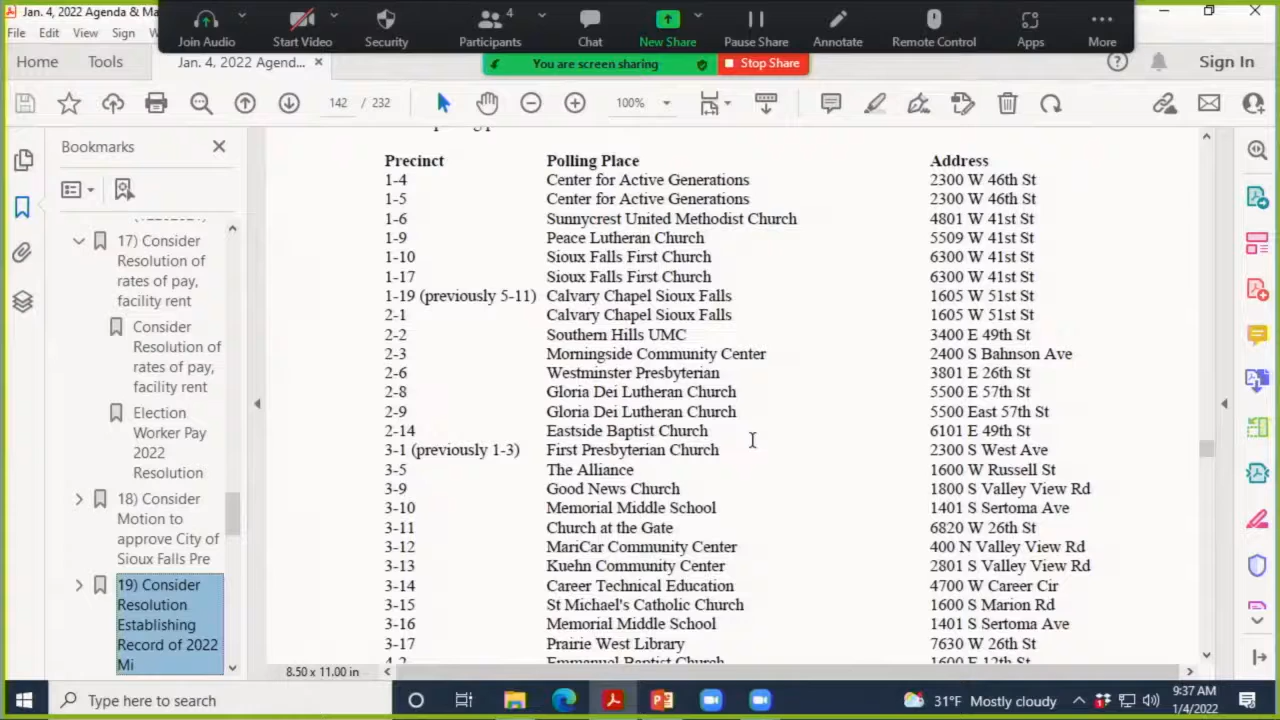 Jan. 4, 2022 Agenda & Ma
File Edit View Sign
Join Audio Start Video Security Participants 4 Chat New Share Pause Share Annotate Remote Control Apps More
You are screen sharing Stop Share
Home Tools Jan. 4, 2022 Agend... × Sign In
142 / 232 100%
Bookmarks
17) Consider
Resolution of
rates of pay,
facility rent
Consider
Resolution of
rates of pay,
facility rent
Election
Worker Pay
2022
Resolution
18) Consider
Motion to
approve City of
Sioux Falls Pre
19) Consider
Resolution
Establishing
Record of 2022
Mi
Precinct Polling Place Address
1-4 Center for Active Generations 2300 W 46th St
1-5 Center for Active Generations 2300 W 46th St
1-6 Sunnycrest United Methodist Church 4801 W 41st St
1-9 Peace Lutheran Church 5509 W 41st St
1-10 Sioux Falls First Church 6300 W 41st St
1-17 Sioux Falls First Church 6300 W 41st St
1-19 (previously 5-11) Calvary Chapel Sioux Falls 1605 W 51st St
2-1 Calvary Chapel Sioux Falls 1605 W 51st St
2-2 Southern Hills UMC 3400 E 49th St
2-3 Morningside Community Center 2400 S Bahnson Ave
2-6 Westminster Presbyterian 3801 E 26th St
2-8 Gloria Dei Lutheran Church 5500 E 57th St
2-9 Gloria Dei Lutheran Church 5500 East 57th St
2-14 Eastside Baptist Church 6101 E 49th St
3-1 (previously 1-3) First Presbyterian Church 2300 S West Ave
3-5 The Alliance 1600 W Russell St
3-9 Good News Church 1800 S Valley View Rd
3-10 Memorial Middle School 1401 S Sertoma Ave
3-11 Church at the Gate 6820 W 26th St
3-12 MariCar Community Center 400 N Valley View Rd
3-13 Kuehn Community Center 2801 S Valley View Rd
3-14 Career Technical Education 4700 W Career Cir
3-15 St Michael's Catholic Church 1600 S Marion Rd
3-16 Memorial Middle School 1401 S Sertoma Ave
3-17 Prairie West Library 7630 W 26th St
4-2 Emmanuel Baptist Church 1600 E 12th St
8.50 x 11.00 in
Type here to search
31°F Mostly cloudy
9:37 AM
1/4/2022